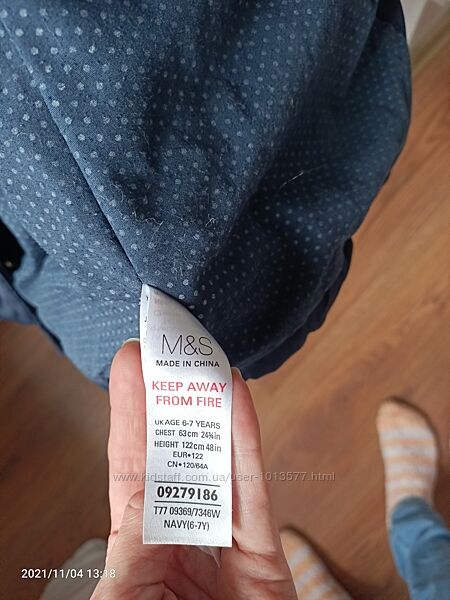 M&S
MADE IN CHINA
KEEP AWAY
FROM FIRE
UK AGE 6-7 YEARS
CHEST 63cm 24¾in
HEIGHT 122cm 48in
EUR•122
CN•120/64A
www.kidstaff.com.ua/user-1013577.html
09279186
T77 09369/7346W
NAVY(6-7Y)
2021/11/04 13:18